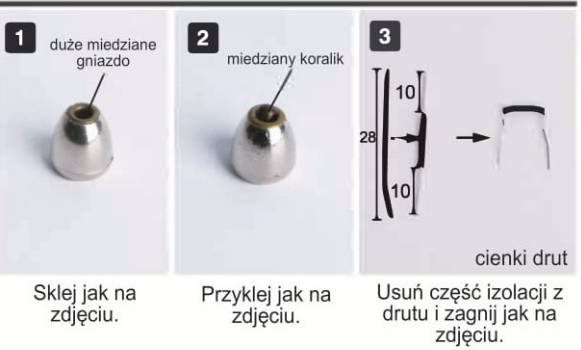 1
duże miedziane
gniazdo
Sklej jak na
zdjęciu.
2
miedziany koralik
Przyklej jak na
zdjęciu.
3
10
28
10
cienki drut
Usuń część izolacji z
drutu i zagnij jak na
zdjęciu.